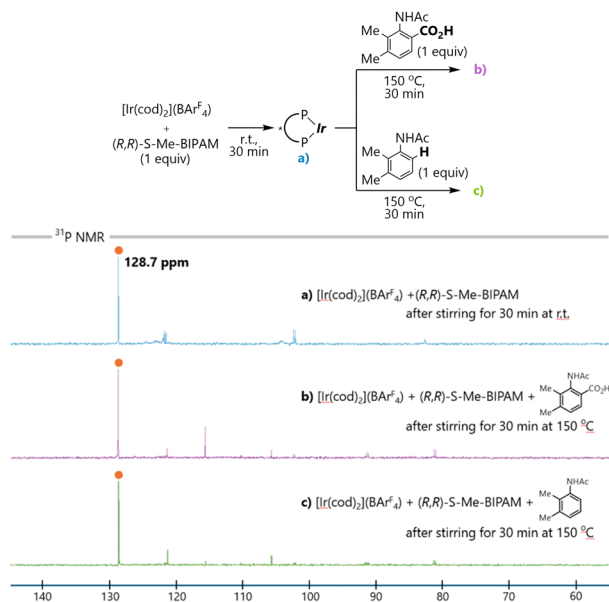 NHAc
Me
CO₂H
Me
(1 equiv)
b)
150 ºC,
30 min
[Ir(cod)₂](BArF₄)
+
(R,R)-S-Me-BIPAM
(1 equiv)
r.t.,
30 min
P
*
Ir
P
a)
NHAc
Me
H
Me
(1 equiv)
c)
150 ºC,
30 min
³¹P NMR
128.7 ppm
a) [Ir(cod)₂](BArF₄) +(R,R)-S-Me-BIPAM
after stirring for 30 min at r.t.
NHAc
Me
CO₂H
Me
b) [Ir(cod)₂](BArF₄) + (R,R)-S-Me-BIPAM +
after stirring for 30 min at 150 ºC
NHAc
Me
Me
c) [Ir(cod)₂](BArF₄) + (R,R)-S-Me-BIPAM +
after stirring for 30 min at 150 ºC
140 130 120 110 100 90 80 70 60